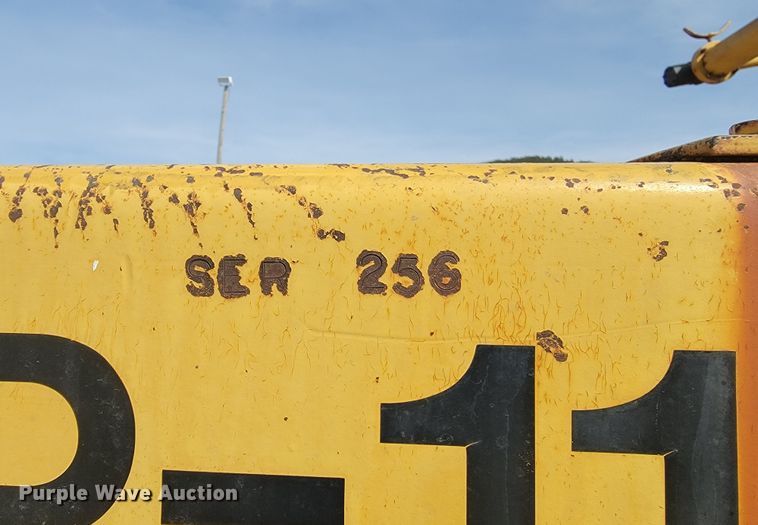 SER 256
P-11
Purple Wave Auction